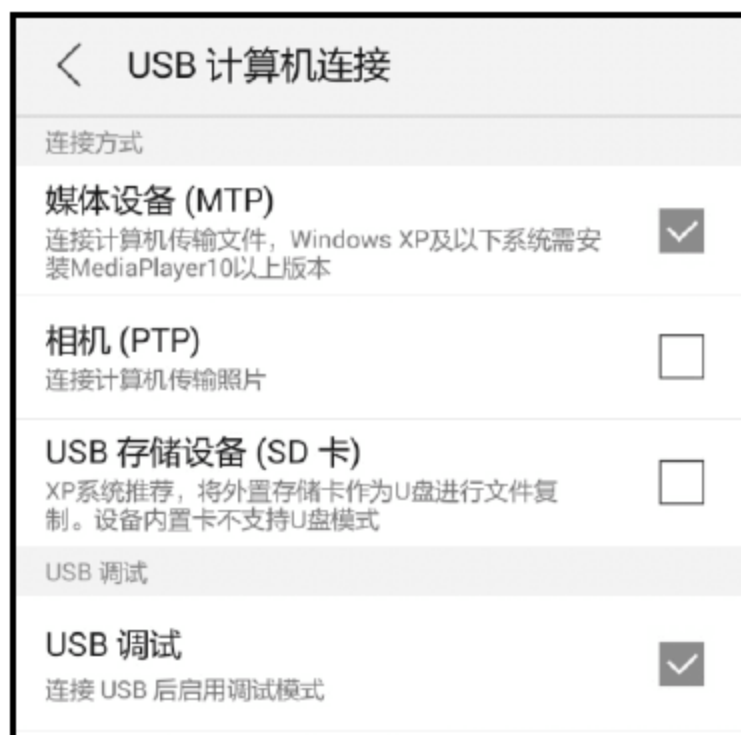 USB 计算机连接
连接方式
媒体设备 (MTP)
连接计算机传输文件，Windows XP及以下系统需安
装MediaPlayer10以上版本
相机 (PTP)
连接计算机传输照片
USB 存储设备 (SD 卡)
XP系统推荐，将外置存储卡作为U盘进行文件复
制。设备内置卡不支持U盘模式
USB 调试
USB 调试
连接 USB 后启用调试模式